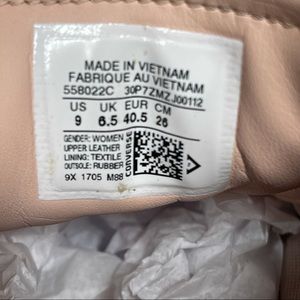 MADE IN VIETNAM
FABRIQUE AU VIETNAM
558022C 30P7ZMZJ00112
US UK EUR CM
9 6.5 40.5 26
GENDER: WOMEN
UPPER LEATHER
LINING: TEXTILE
OUTSOLE: RUBBER
9X 1705 M88
CONVERSE